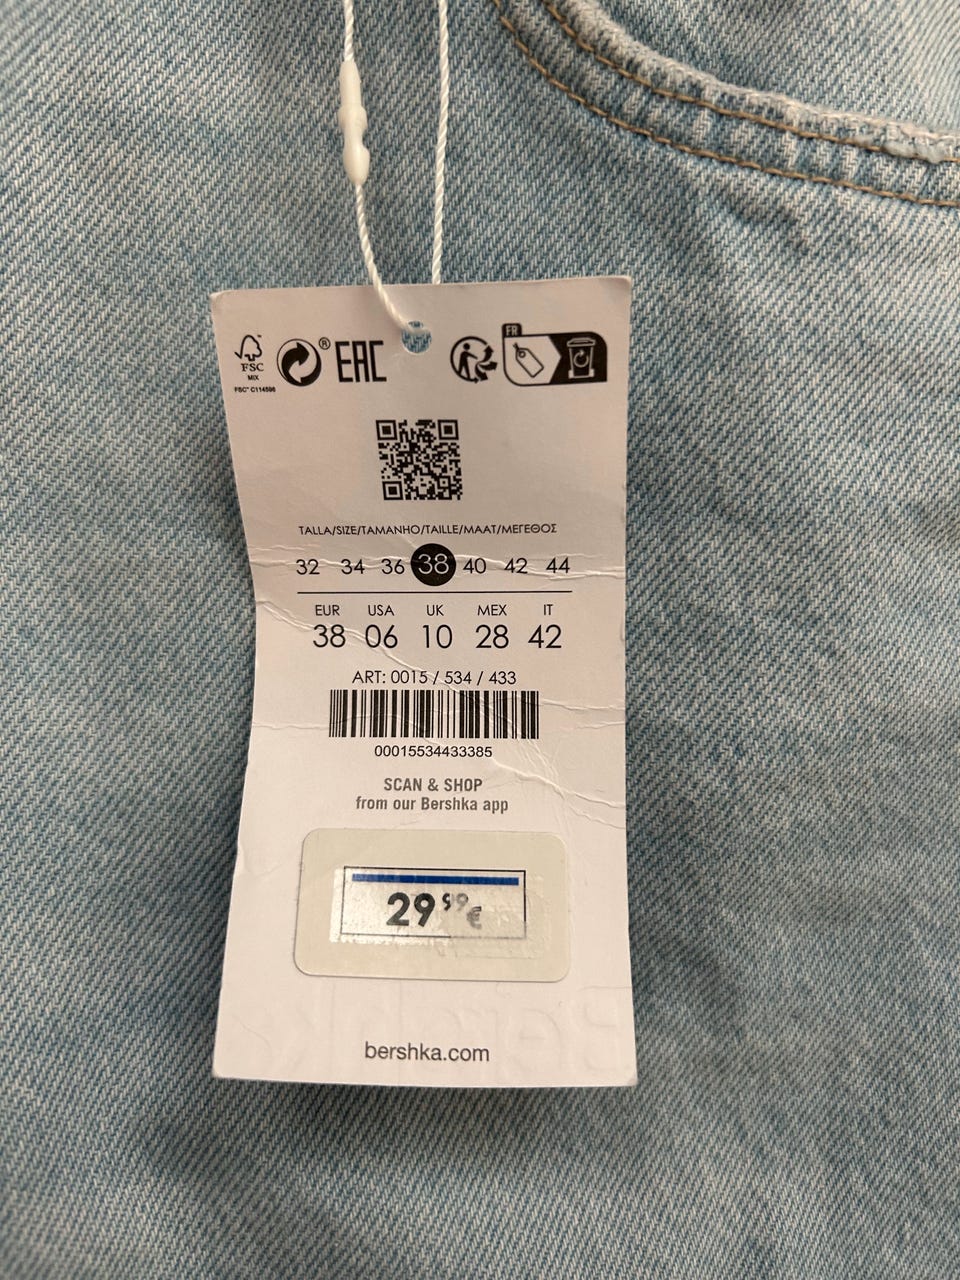 FR
FSC
MIX
FSC® C114598
® EAC
TALLA/SIZE/TAMANHO/TAILLE/MAAT/ΜΕΓΕΘΟΣ
32 34 36 38 40 42 44
EUR USA UK MEX IT
38 06 10 28 42
ART: 0015 / 534 / 433
00015534433385
SCAN & SHOP
from our Bershka app
29,99 €
bershka.com